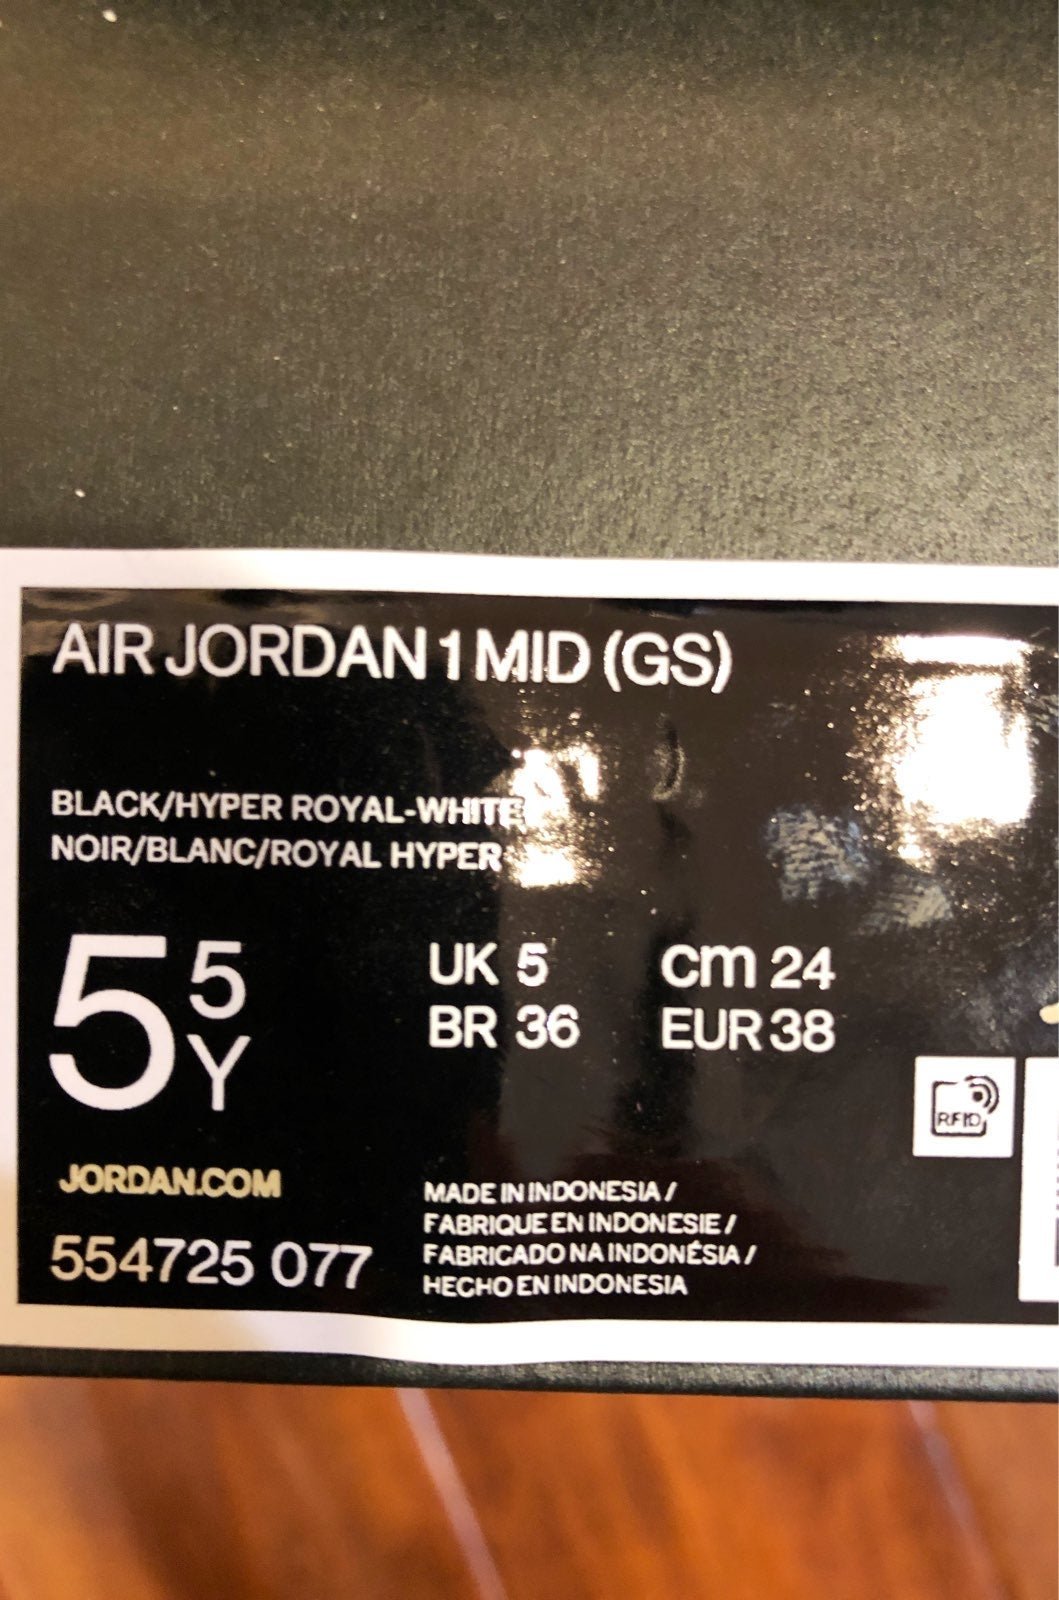 AIR JORDAN 1 MID (GS)
BLACK/HYPER ROYAL-WHITE
NOIR/BLANC/ROYAL HYPER
5 5 Y
UK 5 cm 24
BR 36 EUR 38
RFID
JORDAN.COM
554725 077
MADE IN INDONESIA /
FABRIQUE EN INDONESIE /
FABRICADO NA INDONÉSIA /
HECHO EN INDONESIA